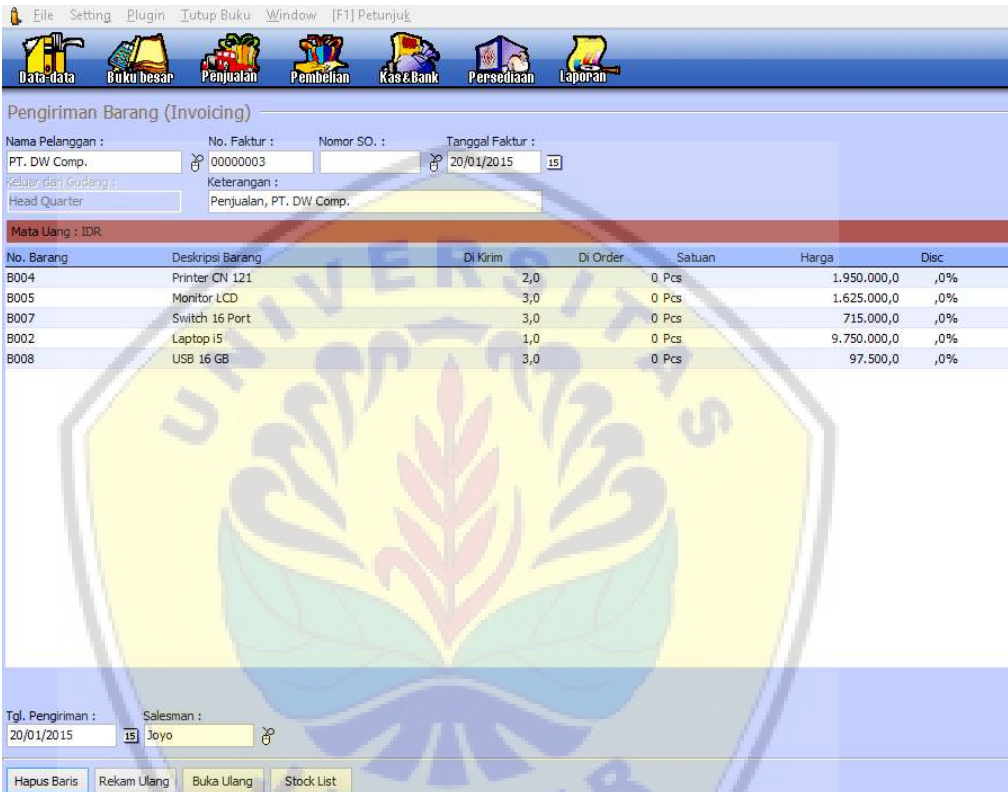 File Setting Plugin Tutup Buku Window [F1] Petunjuk
Data-data Buku besar Penjualan Pembelian Kas&Bank Persediaan Laporan
Pengiriman Barang (Invoicing)
Nama Pelanggan : No. Faktur : Nomor SO. : Tanggal Faktur :
PT. DW Comp. 00000003 20/01/2015 15
Keluar dari Gudang : Keterangan :
Head Quarter Penjualan, PT. DW Comp.
Mata Uang : IDR
No. Barang Deskripsi Barang Di Kirim Di Order Satuan Harga Disc
B004 Printer CN 121 2,0 0 Pcs 1.950.000,0 ,0%
B005 Monitor LCD 3,0 0 Pcs 1.625.000,0 ,0%
B007 Switch 16 Port 3,0 0 Pcs 715.000,0 ,0%
B002 Laptop i5 1,0 0 Pcs 9.750.000,0 ,0%
B008 USB 16 GB 3,0 0 Pcs 97.500,0 ,0%
UNIVERSITAS
Tgl. Pengiriman : Salesman :
20/01/2015 15 Joyo
Hapus Baris Rekam Ulang Buka Ulang Stock List